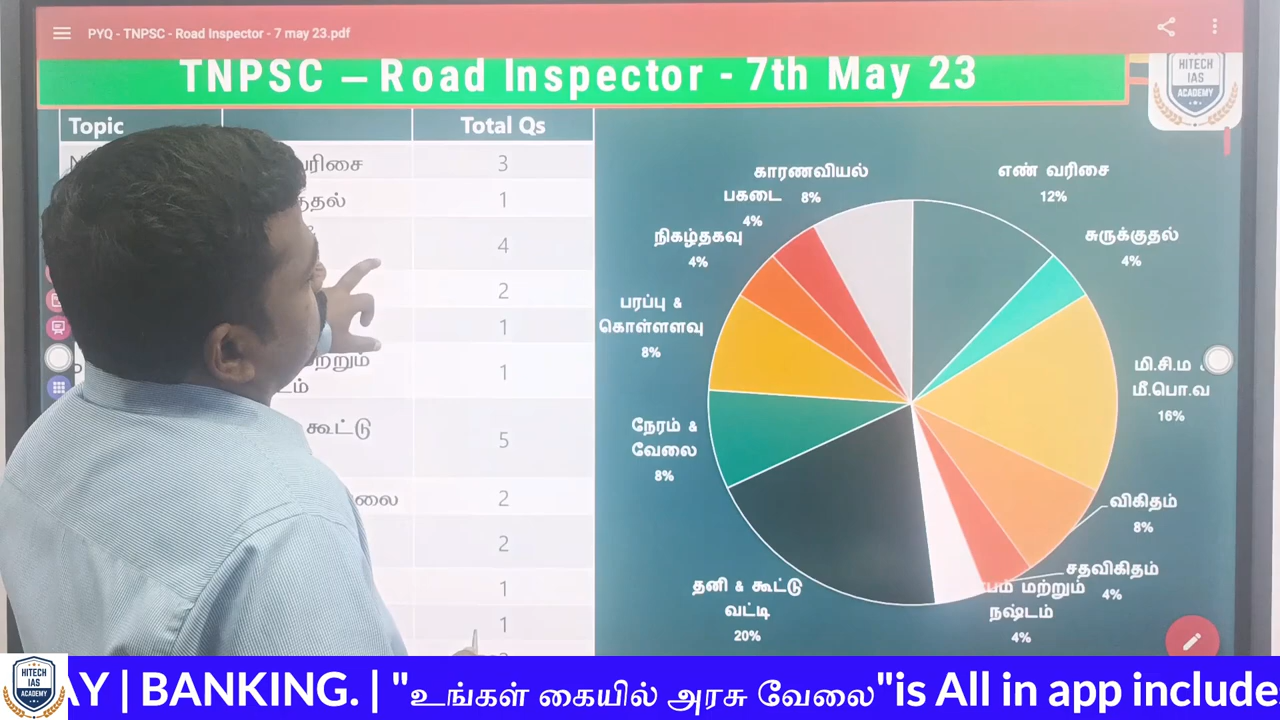 PYQ - TNPSC - Road Inspector - 7 may 23.pdf
TNPSC – Road Inspector - 7th May 23
HITECH
IAS
ACADEMY
Topic
Total Qs
3
1
4
2
1
1
5
2
2
1
1
கூட்டு
காரணவியல்
8%
பகடை
4%
நிகழ்தகவு
4%
பரப்பு &
கொள்ளளவு
8%
நேரம் &
வேலை
8%
தனி & கூட்டு
வட்டி
20%
எண் வரிசை
12%
சுருக்குதல்
4%
மி.சி.ம
மீ.பொ.வ
16%
விகிதம்
8%
சதவிகிதம்
4%
மற்றும்
நஷ்டம்
4%
HITECH
IAS
ACADEMY
AY | BANKING. | "உங்கள் கையில் அரசு வேலை"is All in app include